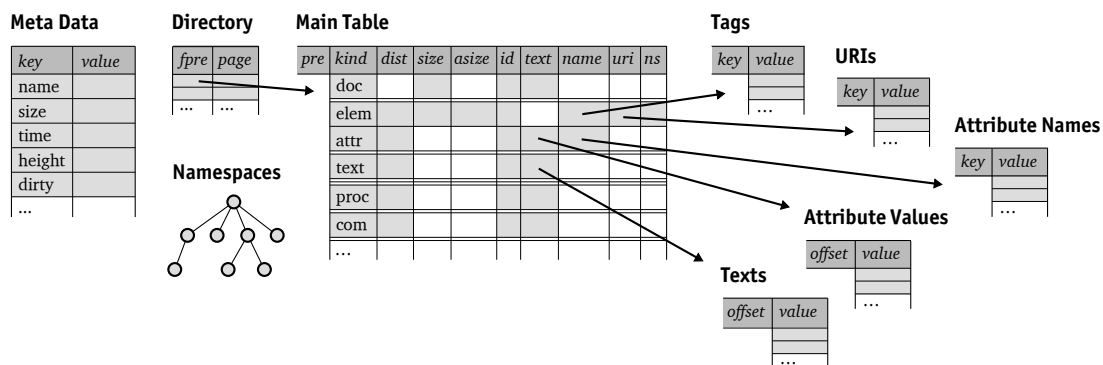 Meta Data
key value
name
size
time
height
dirty
...
Directory
fpre page
... ...
Namespaces
Main Table
pre kind dist size asize id text name uri ns
doc
elem
attr
text
proc
com
...
Tags
key value
...
URIs
key value
...
Attribute Names
key value
...
Attribute Values
offset value
...
Texts
offset value
...